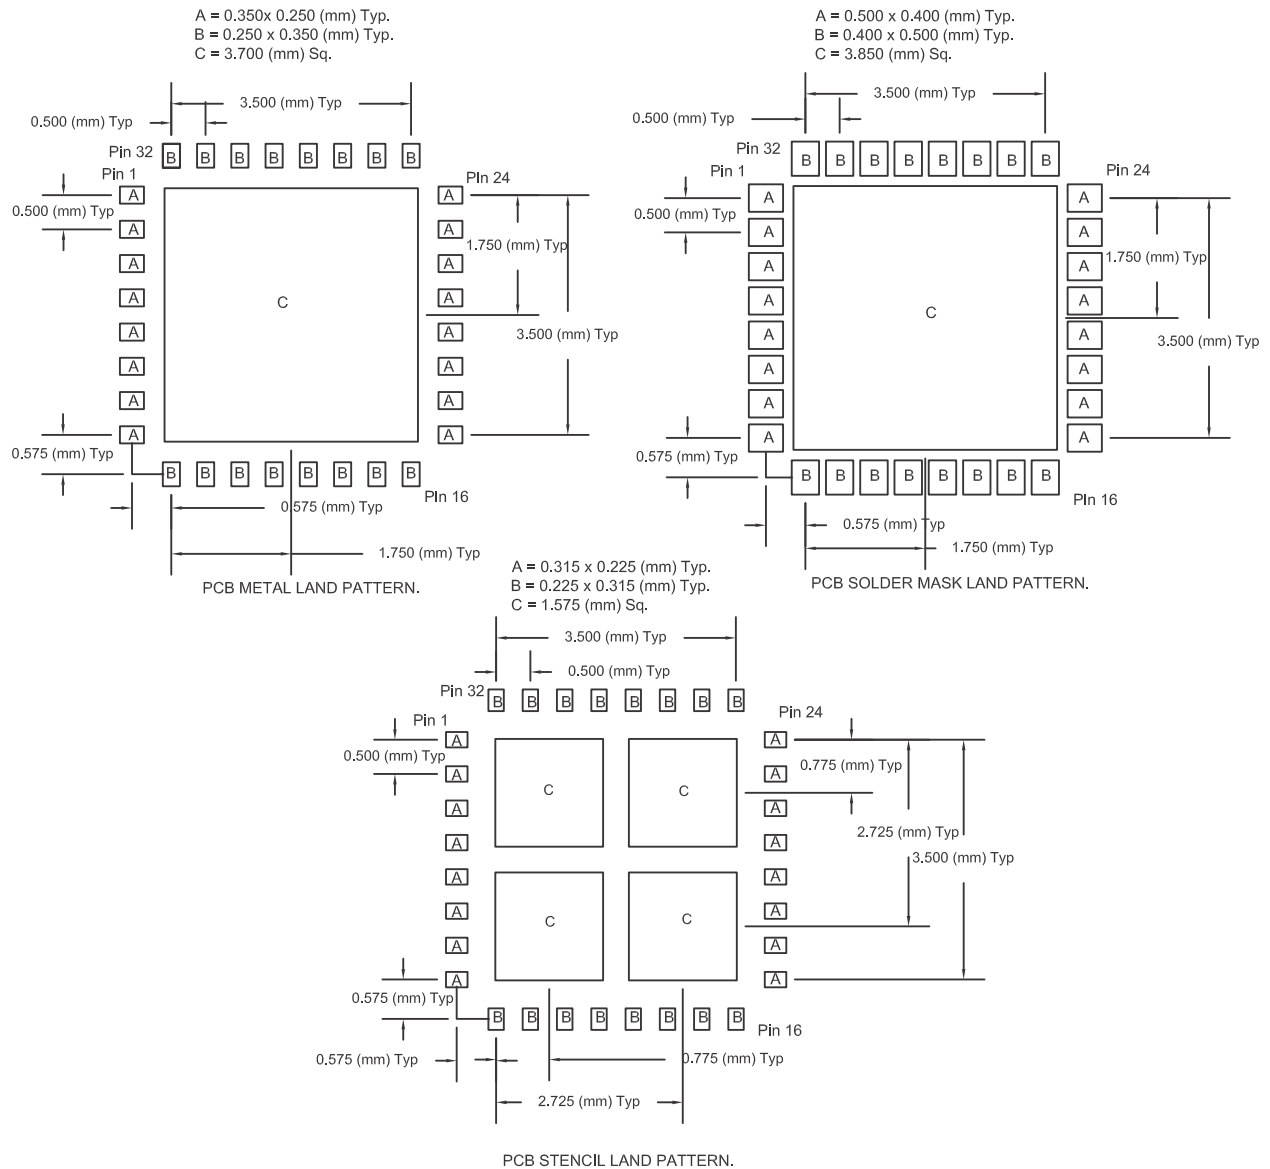 A = 0.350x 0.250 (mm) Typ.
B = 0.250 x 0.350 (mm) Typ.
C = 3.700 (mm) Sq.
3.500 (mm) Typ
0.500 (mm) Typ
Pin 32
B B B B B B B B
Pin 1
PIn 24
A A
0.500 (mm) Typ
A A
1.750 (mm) Typ
A A
A A
C
3.500 (mm) Typ
A A
A A
A A
A A
0.575 (mm) Typ
B B B B B B B B
PIn 16
0.575 (mm) Typ
1.750 (mm) Typ
PCB METAL LAND PATTERN.
A = 0.500 x 0.400 (mm) Typ.
B = 0.400 x 0.500 (mm) Typ.
C = 3.850 (mm) Sq.
3.500 (mm) Typ
0.500 (mm) Typ
Pin 32
B B B B B B B B
Pin 1
PIn 24
A A
0.500 (mm) Typ
A A
1.750 (mm) Typ
A A
A A
C
3.500 (mm) Typ
A A
A A
A A
A A
0.575 (mm) Typ
B B B B B B B B
PIn 16
0.575 (mm) Typ
1.750 (mm) Typ
PCB SOLDER MASK LAND PATTERN.
A = 0.315 x 0.225 (mm) Typ.
B = 0.225 x 0.315 (mm) Typ.
C = 1.575 (mm) Sq.
3.500 (mm) Typ
0.500 (mm) Typ
Pin 32
B B B B B B B B
Pin 1
Pin 24
A A
0.500 (mm) Typ
0.775 (mm) Typ
A A
C C
A A
2.725 (mm) Typ
A A
3.500 (mm) Typ
A A
A A
C C
A A
A A
0.575 (mm) Typ
B B B B B B B B
Pin 16
0.575 (mm) Typ
0.775 (mm) Typ
2.725 (mm) Typ
PCB STENCIL LAND PATTERN.